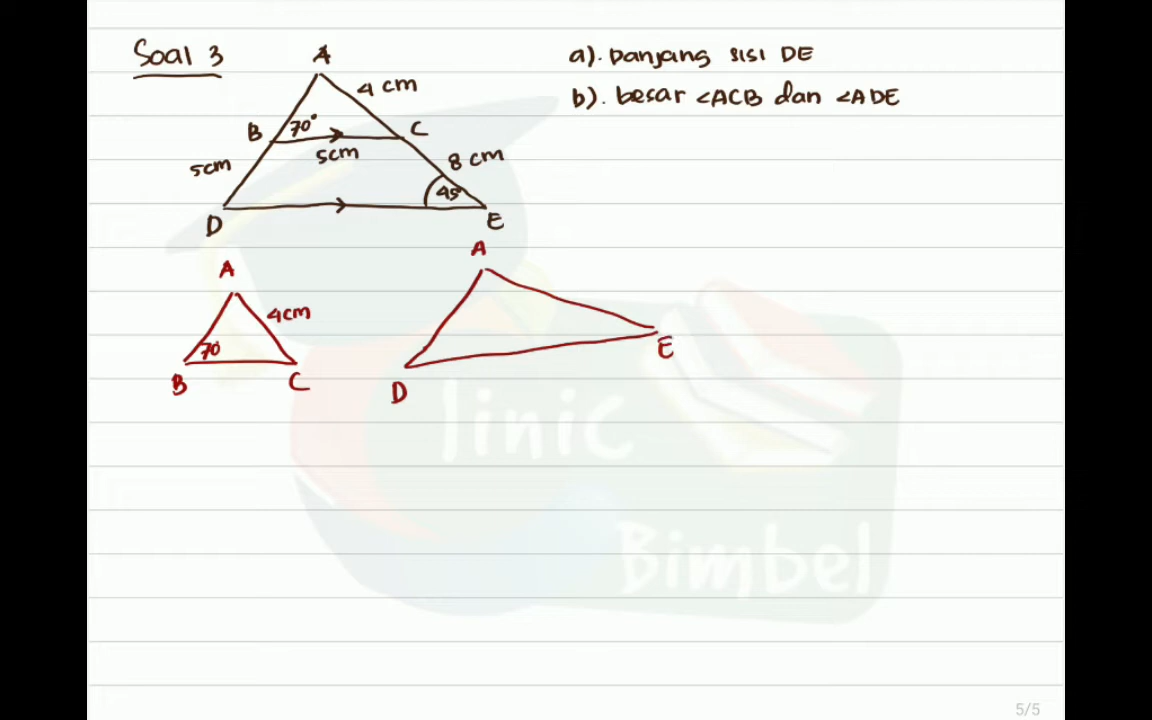 Soal 3
a). panjang sisi DE
b). besar ∠ACB dan ∠ADE
A
4 cm
B
70°
C
5cm
5cm
8 cm
45
D
E
A
4cm
70
B
C
A
E
D
linic
Bimbel
5/5